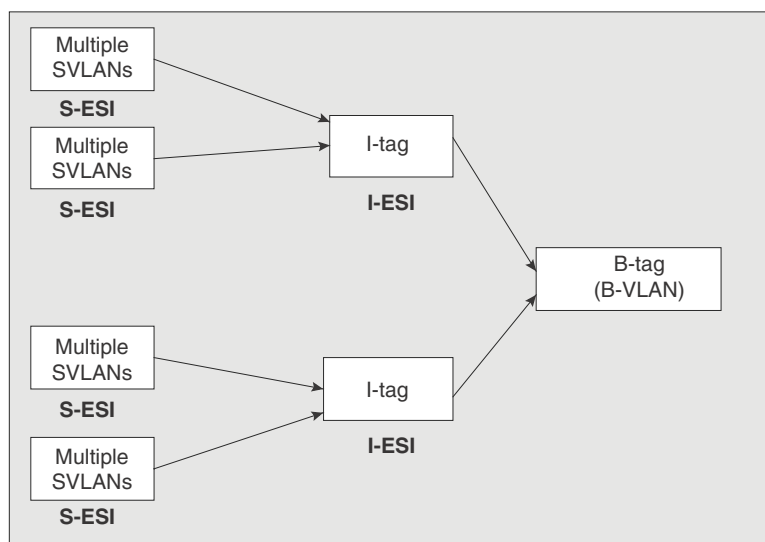 Multiple
SVLANs
S-ESI
Multiple
SVLANs
S-ESI
I-tag
I-ESI
B-tag
(B-VLAN)
Multiple
SVLANs
S-ESI
Multiple
SVLANs
S-ESI
I-tag
I-ESI